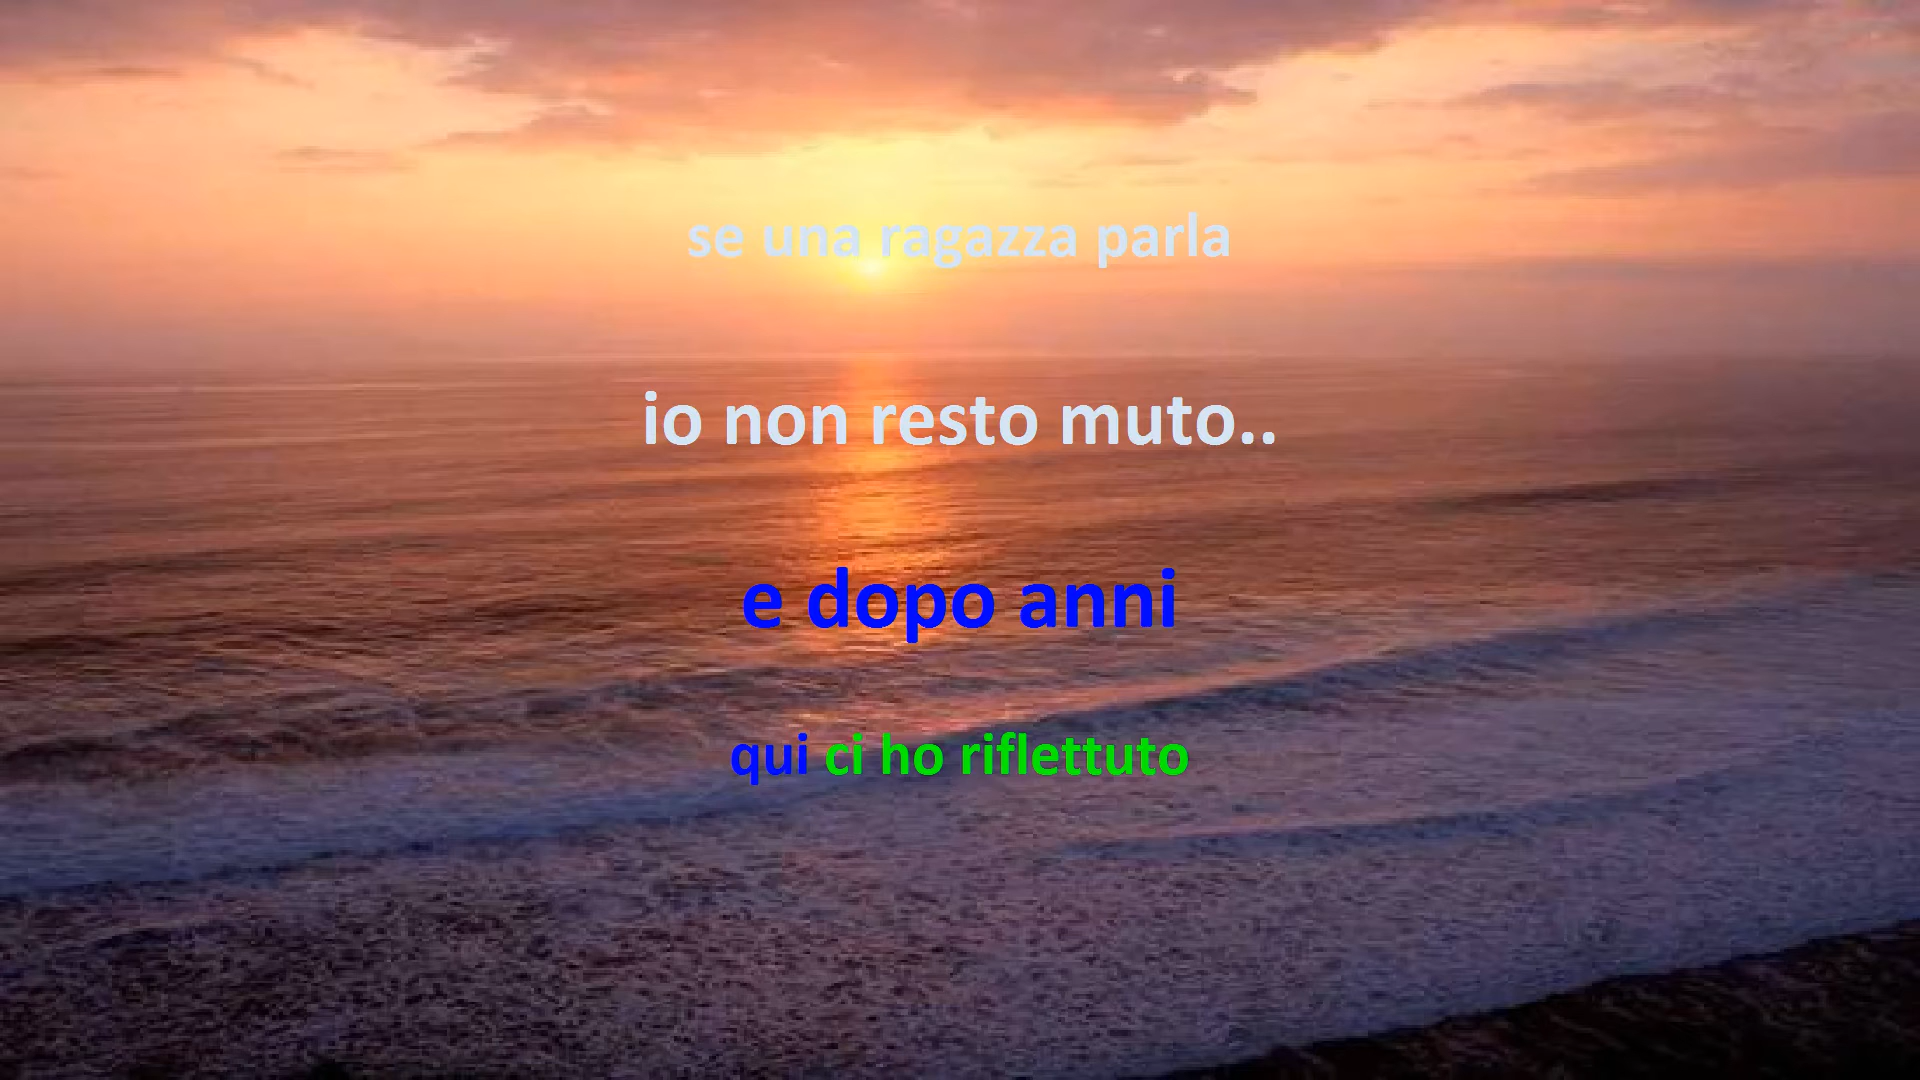 se una ragazza parla
io non resto muto..
e dopo anni
qui ci ho riflettuto